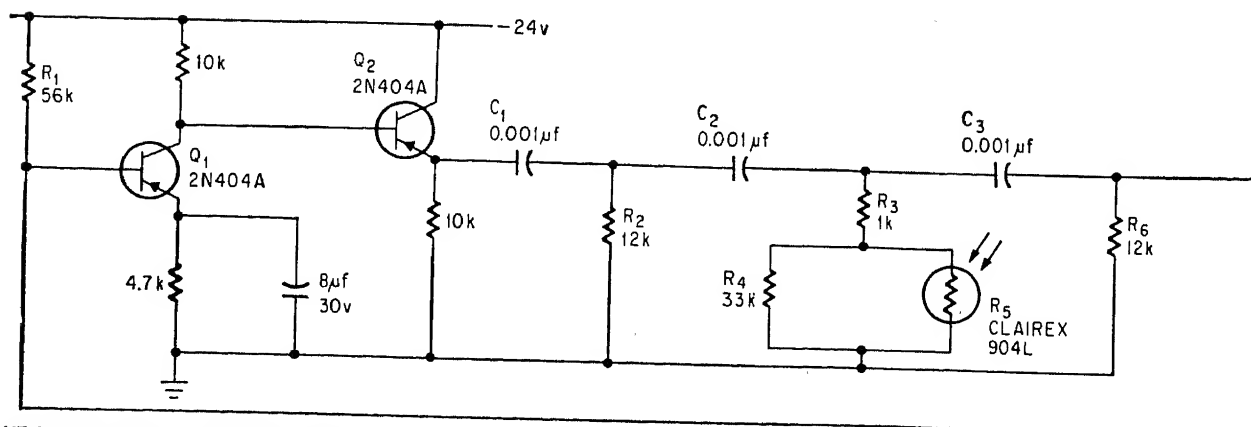 −24v
R1
56k
10k
Q2
2N404A
Q1
2N404A
C1
0.001µf
C2
0.001µf
C3
0.001µf
4.7k
8µf
30v
10k
R2
12k
R3
1k
R4
33k
R5
CLAIREX
904L
R6
12k